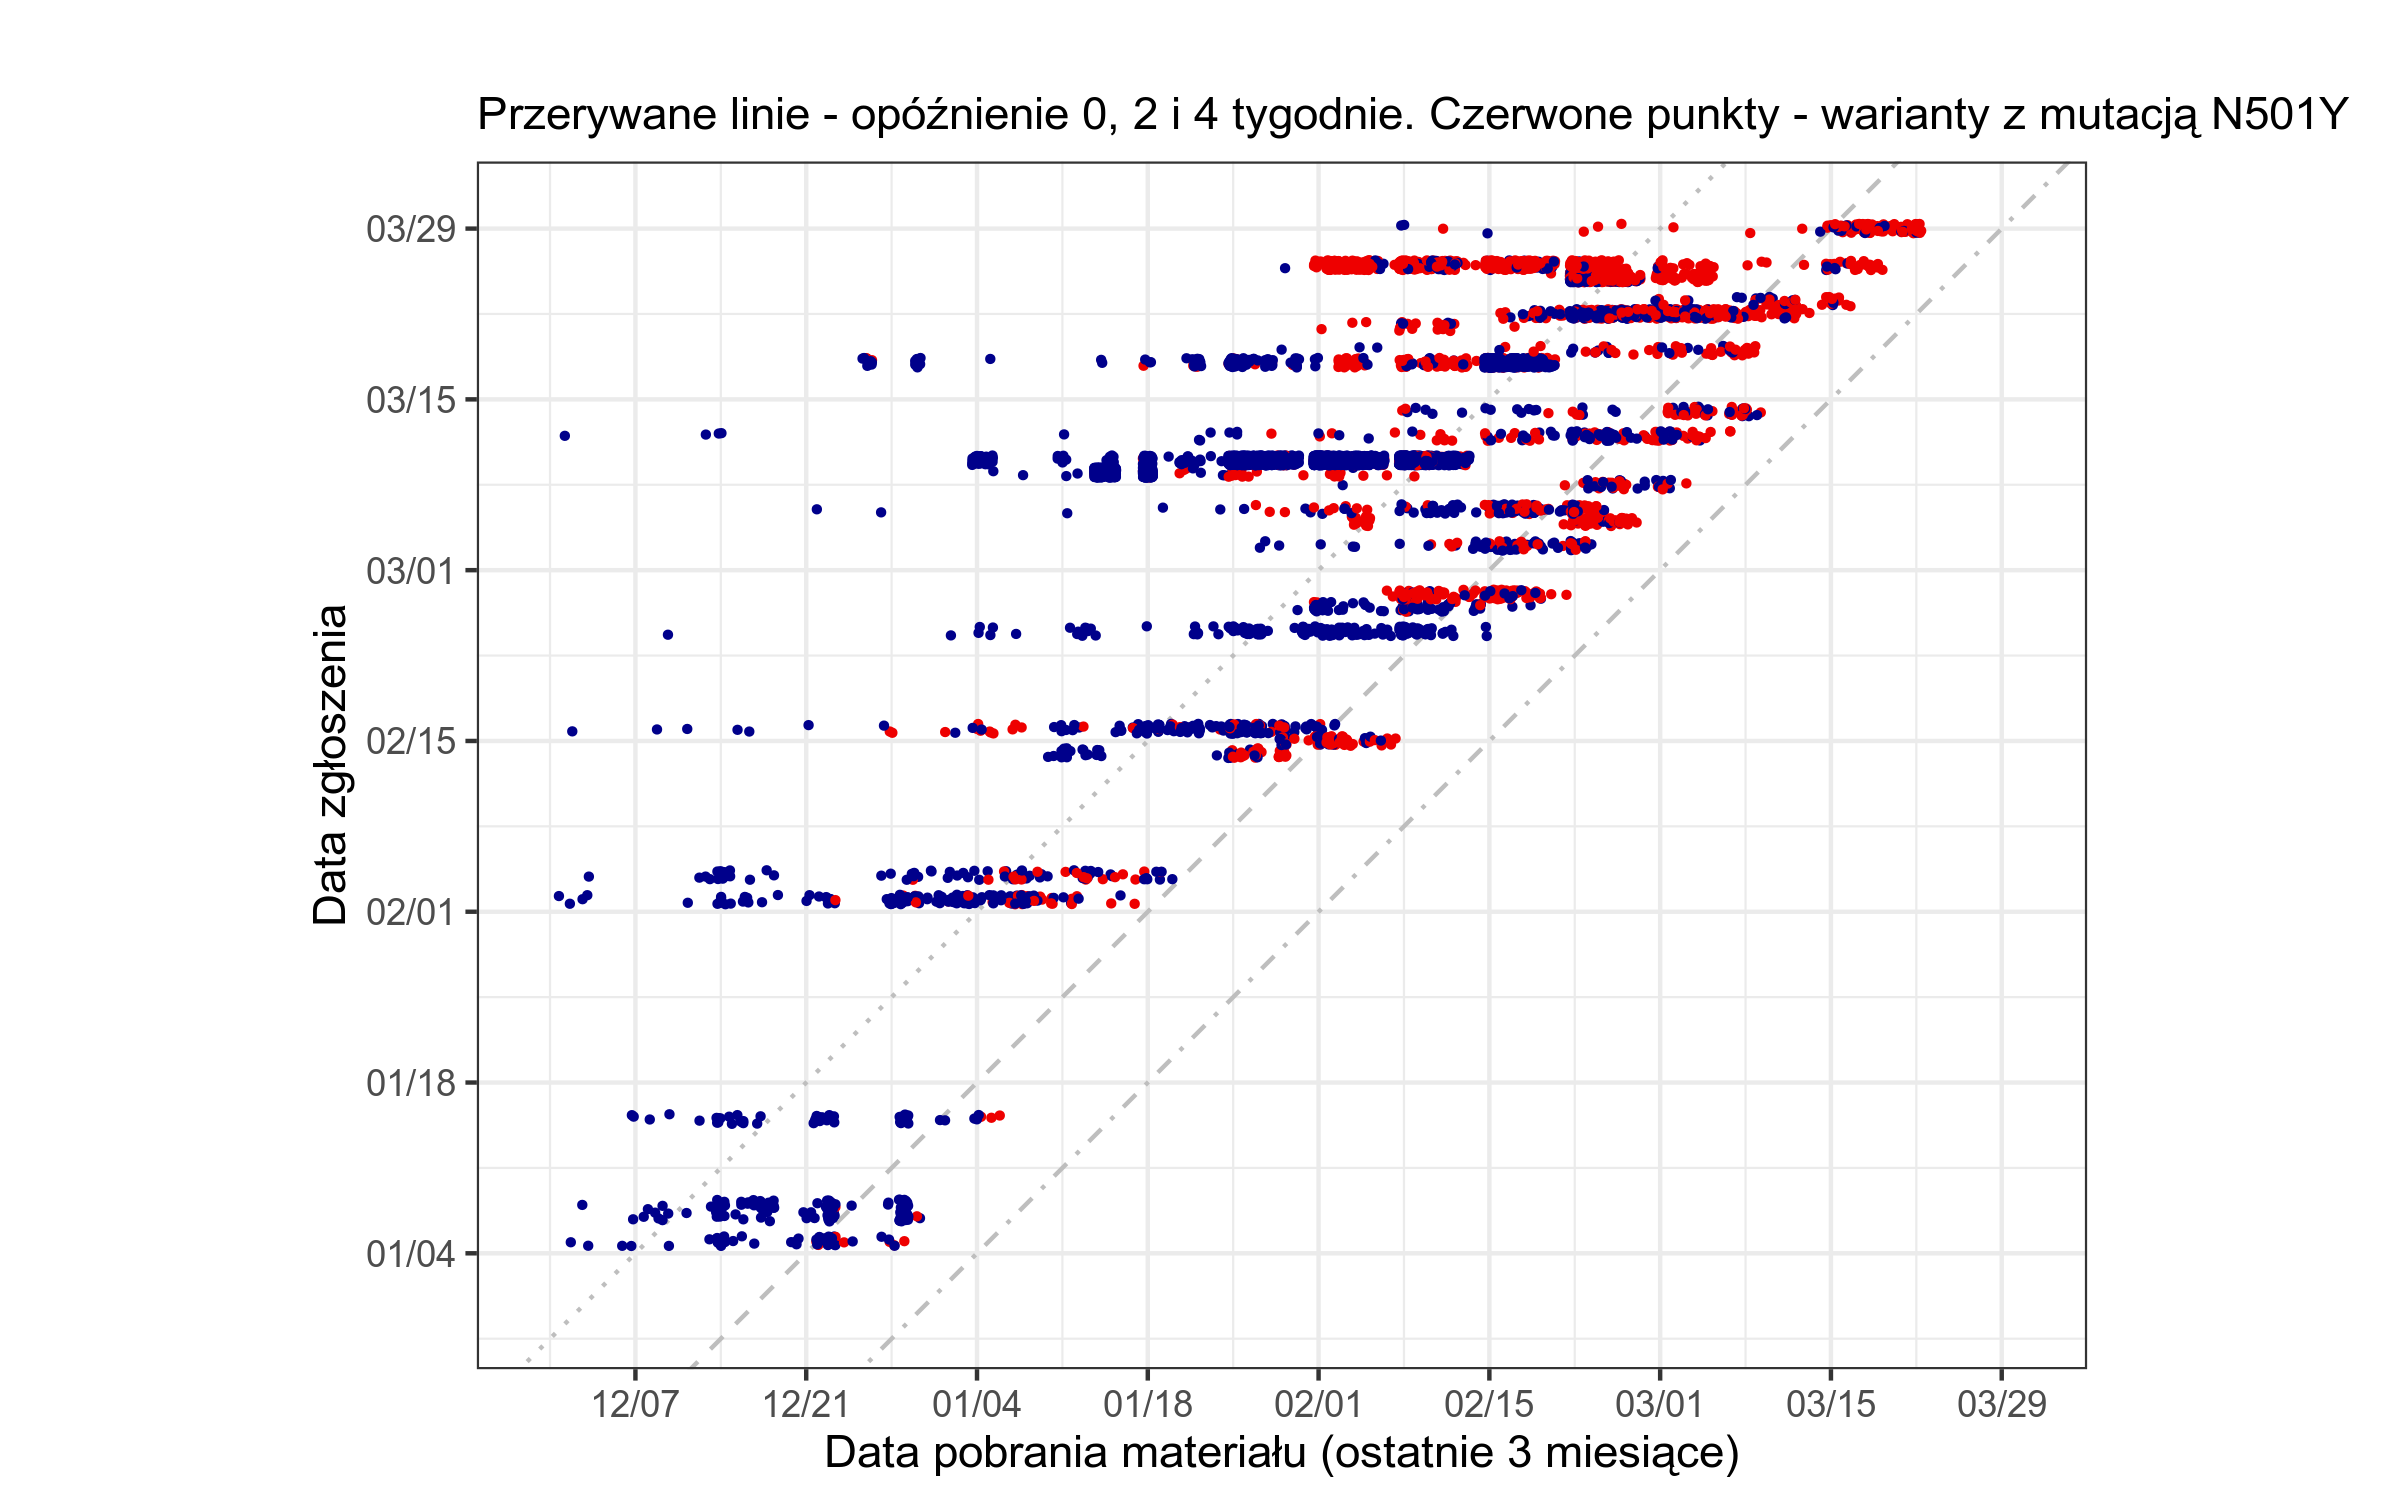 Przerywane linie - opóźnienie 0, 2 i 4 tygodnie. Czerwone punkty - warianty z mutacją N501Y
03/29
03/15
03/01
02/15
02/01
01/18
01/04
Data zgłoszenia
12/07 12/21 01/04 01/18 02/01 02/15 03/01 03/15 03/29
Data pobrania materiału (ostatnie 3 miesiące)